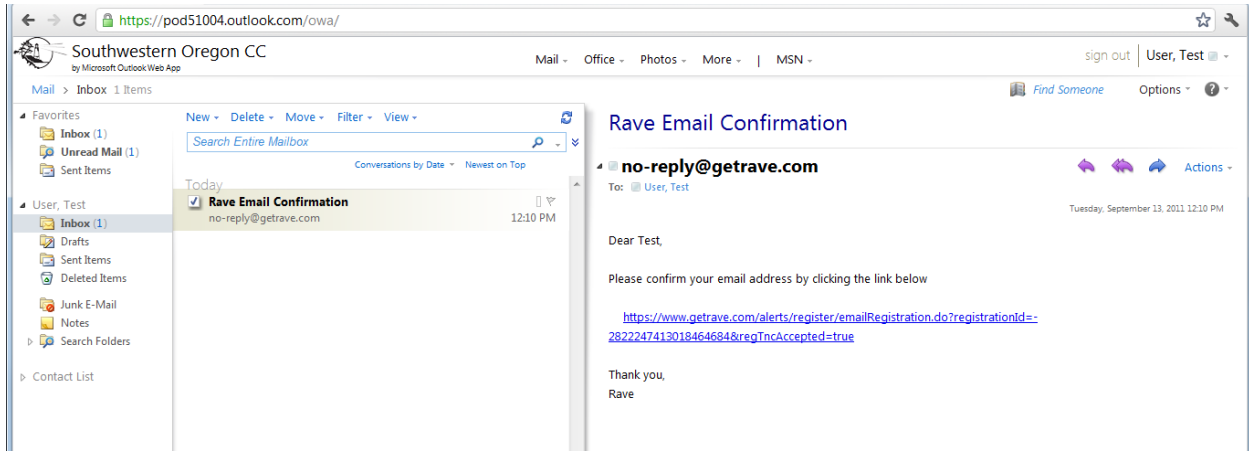 https://pod51004.outlook.com/owa/
Southwestern Oregon CC
by Microsoft Outlook Web App
Mail Office Photos More | MSN
sign out User, Test
Mail > Inbox 1 Items
Find Someone Options
Favorites
Inbox (1)
Unread Mail (1)
Sent Items
User, Test
Inbox (1)
Drafts
Sent Items
Deleted Items
Junk E-Mail
Notes
Search Folders
Contact List
New Delete Move Filter View
Search Entire Mailbox
Conversations by Date Newest on Top
Today
Rave Email Confirmation
no-reply@getrave.com 12:10 PM
Rave Email Confirmation
no-reply@getrave.com
Actions
To: User, Test
Tuesday, September 13, 2011 12:10 PM
Dear Test,
Please confirm your email address by clicking the link below
https://www.getrave.com/alerts/register/emailRegistration.do?registrationId=-
2822247413018464684&regTncAccepted=true
Thank you,
Rave